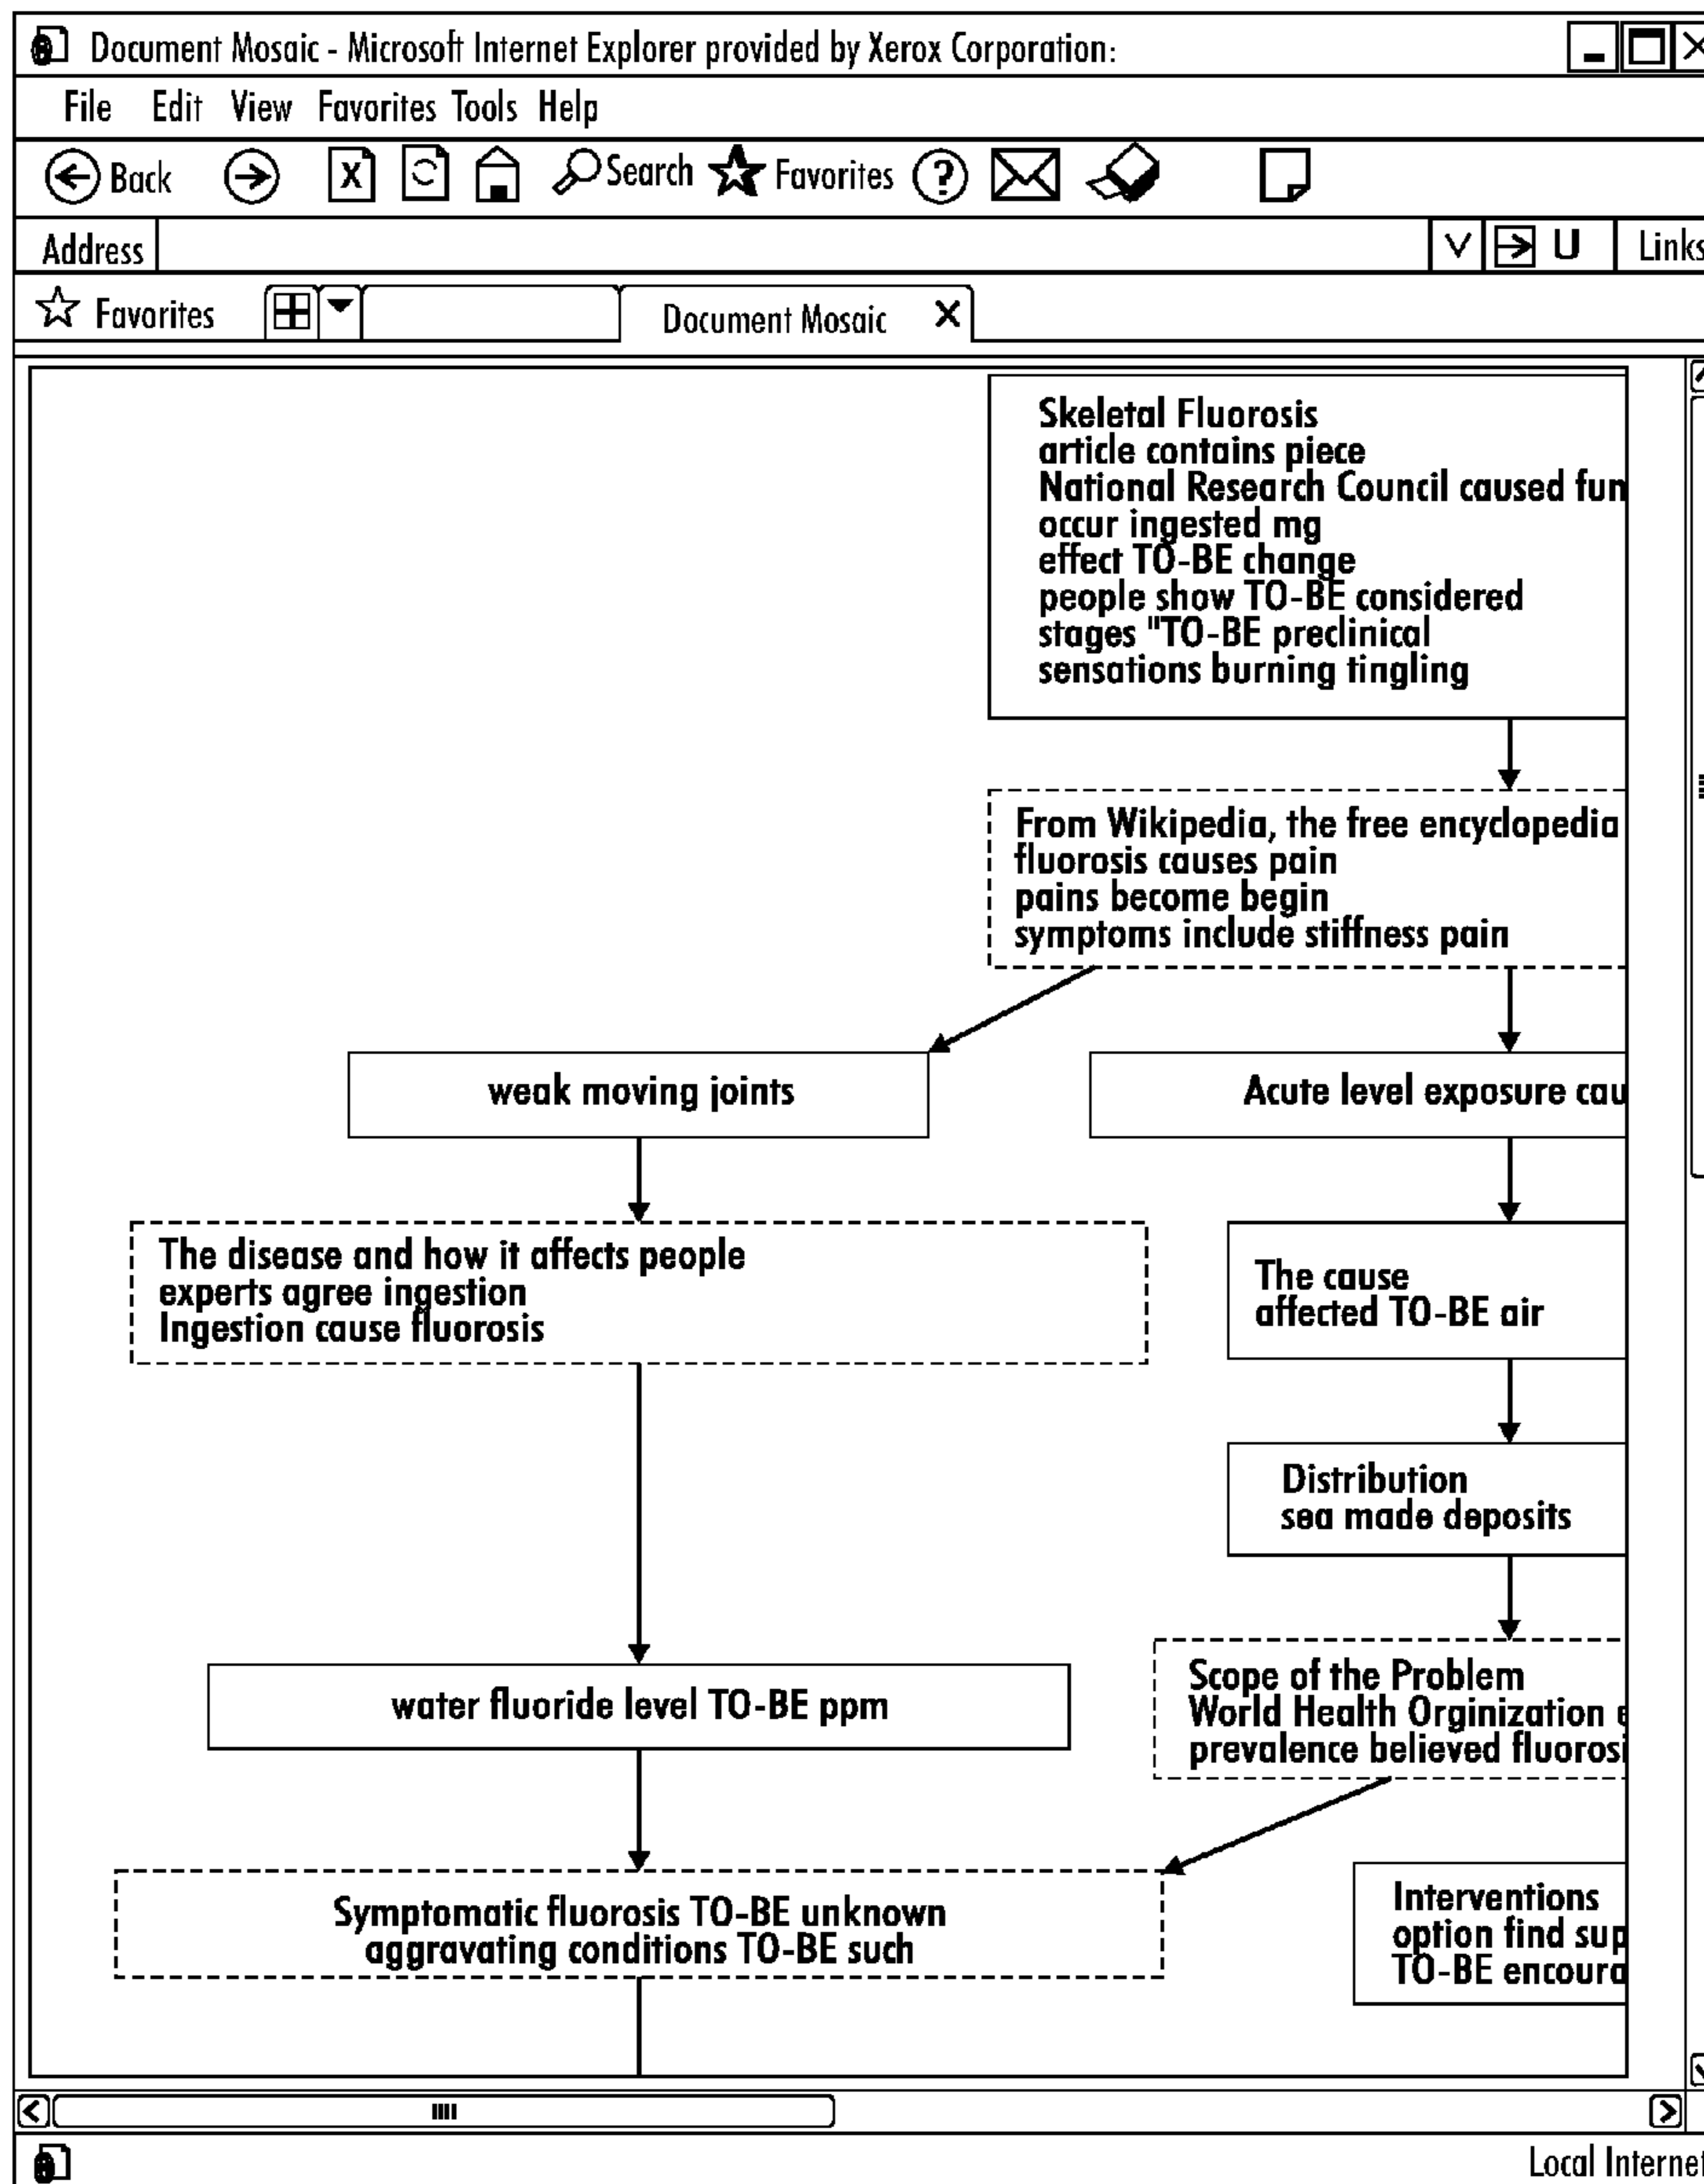 Document Mosaic - Microsoft Internet Explorer provided by Xerox Corporation:
File Edit View Favorites Tools Help
Back X Search Favorites ?
Address U Links
Favorites Document Mosaic X
Skeletal Fluorosis
article contains piece
National Research Council caused fun
occur ingested mg
effect TO-BE change
people show TO-BE considered
stages "TO-BE preclinical
sensations burning tingling
From Wikipedia, the free encyclopedia
fluorosis causes pain
pains become begin
symptoms include stiffness pain
weak moving joints
Acute level exposure cau
The disease and how it affects people
experts agree ingestion
Ingestion cause fluorosis
The cause
affected TO-BE air
Distribution
sea made deposits
water fluoride level TO-BE ppm
Scope of the Problem
World Health Orginization e
prevalence believed fluorosi
Symptomatic fluorosis TO-BE unknown
aggravating conditions TO-BE such
Interventions
option find sup
TO-BE encoura
Local Internet